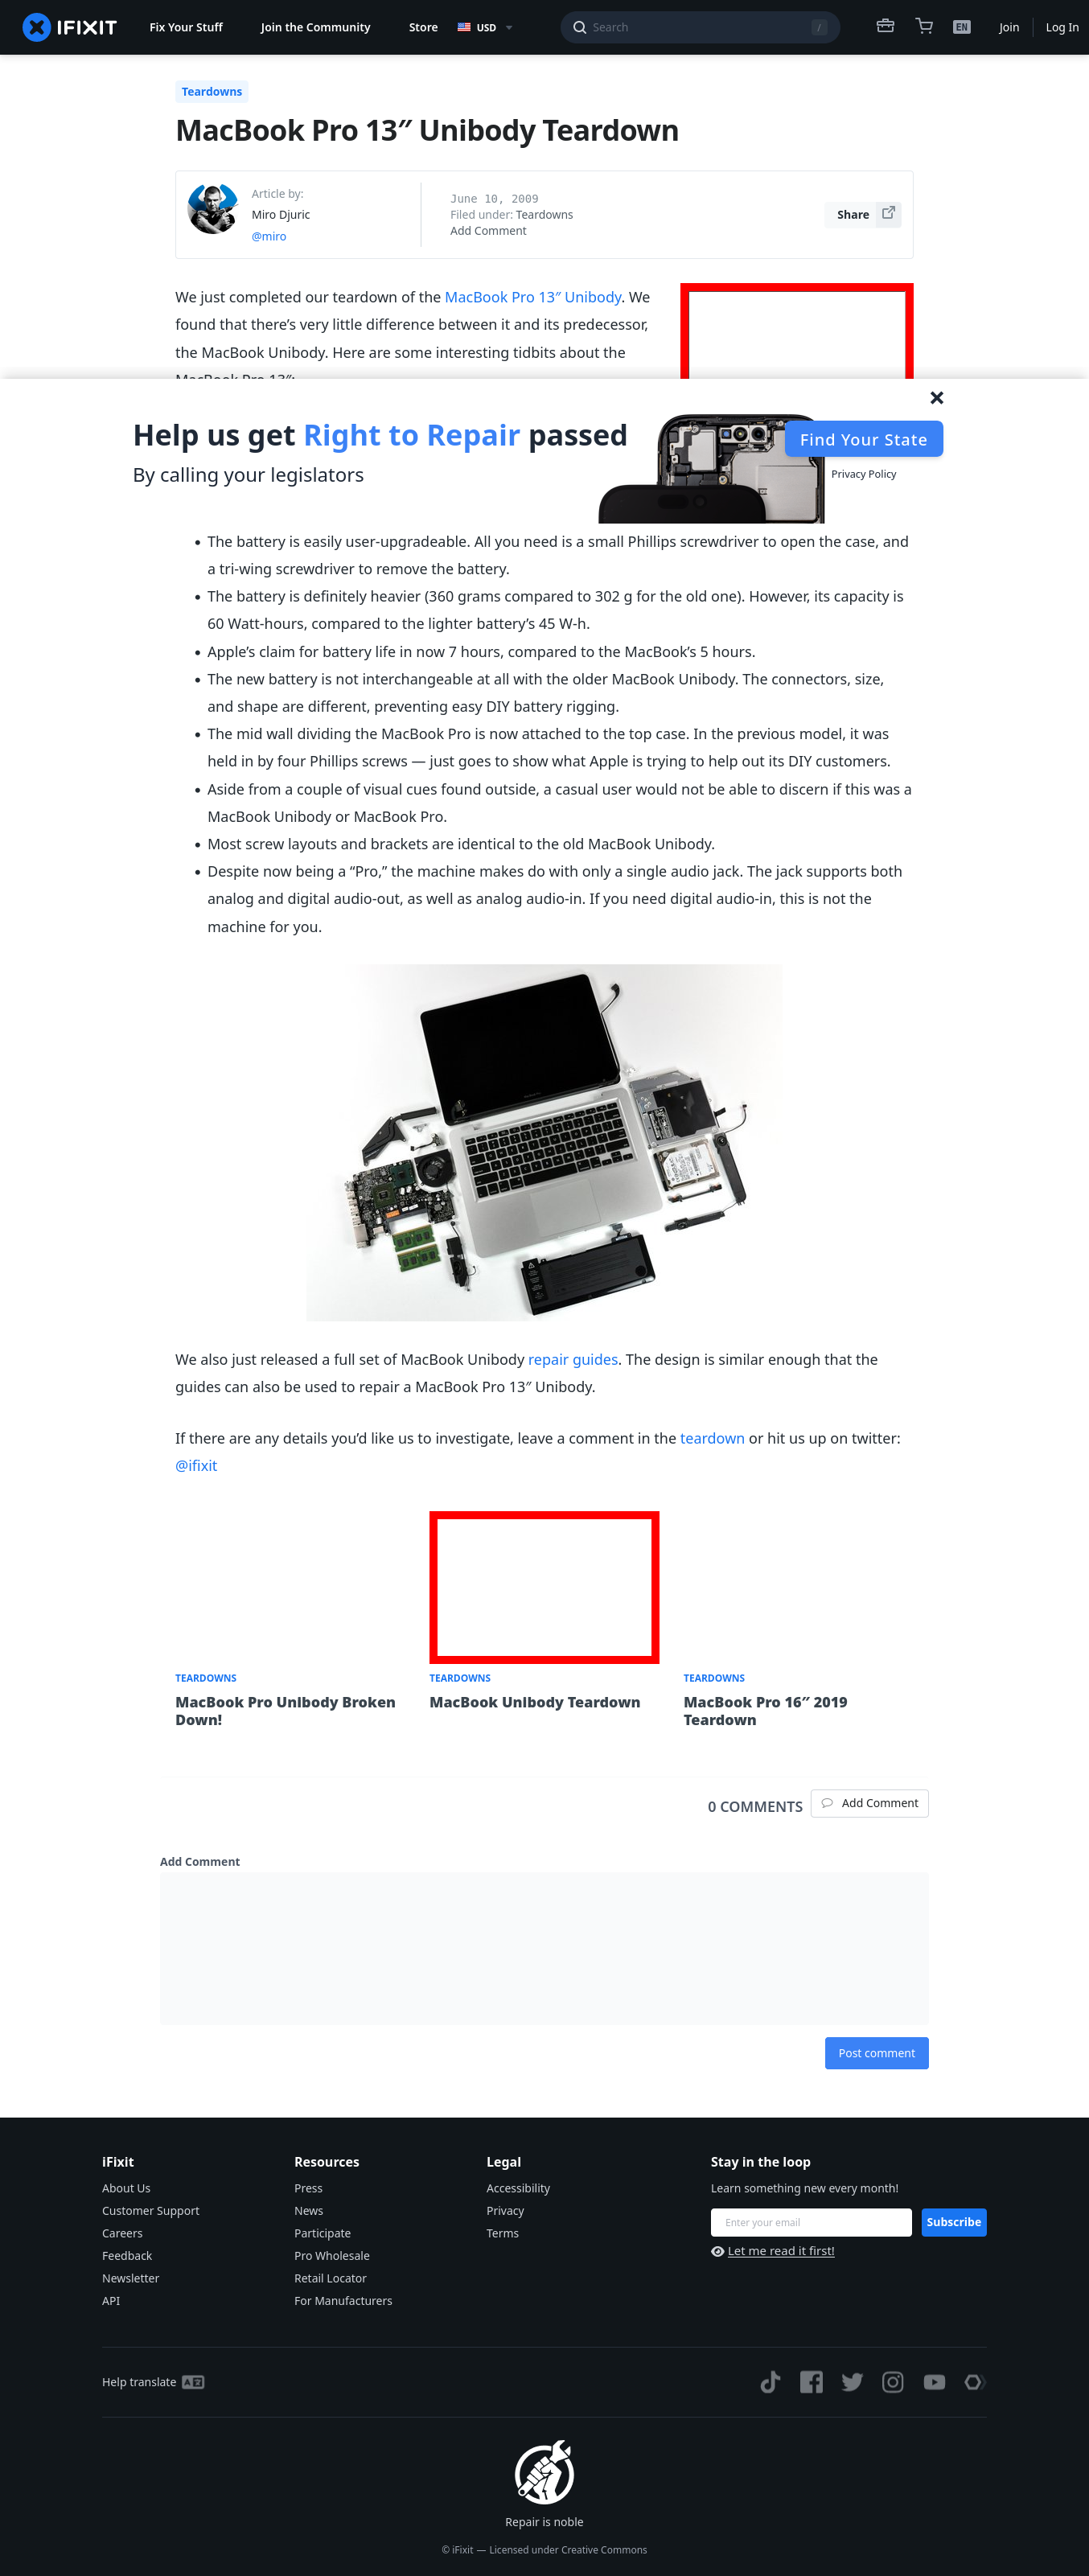 IFIXIT
Fix Your Stuff
Join the Community
Store
USD
Search
/
EN
Join
Log In
Teardowns
MacBook Pro 13″ Unibody Teardown
Article by:
Miro Djuric
@miro
June 10, 2009
Filed under: Teardowns
Add Comment
Share
We just completed our teardown of the MacBook Pro 13″ Unibody. We
found that there’s very little difference between it and its predecessor,
the MacBook Unibody. Here are some interesting tidbits about the
MacBook Pro 13″:
Help us get Right to Repair passed
By calling your legislators
Find Your State
Privacy Policy
• The battery is easily user-upgradeable. All you need is a small Phillips screwdriver to open the case, and
a tri-wing screwdriver to remove the battery.
• The battery is definitely heavier (360 grams compared to 302 g for the old one). However, its capacity is
60 Watt-hours, compared to the lighter battery’s 45 W-h.
• Apple’s claim for battery life in now 7 hours, compared to the MacBook’s 5 hours.
• The new battery is not interchangeable at all with the older MacBook Unibody. The connectors, size,
and shape are different, preventing easy DIY battery rigging.
• The mid wall dividing the MacBook Pro is now attached to the top case. In the previous model, it was
held in by four Phillips screws — just goes to show what Apple is trying to help out its DIY customers.
• Aside from a couple of visual cues found outside, a casual user would not be able to discern if this was a
MacBook Unibody or MacBook Pro.
• Most screw layouts and brackets are identical to the old MacBook Unibody.
• Despite now being a “Pro,” the machine makes do with only a single audio jack. The jack supports both
analog and digital audio-out, as well as analog audio-in. If you need digital audio-in, this is not the
machine for you.
We also just released a full set of MacBook Unibody repair guides. The design is similar enough that the
guides can also be used to repair a MacBook Pro 13″ Unibody.
If there are any details you’d like us to investigate, leave a comment in the teardown or hit us up on twitter:
@ifixit
TEARDOWNS
MacBook Pro Unibody Broken
Down!
TEARDOWNS
MacBook Unibody Teardown
TEARDOWNS
MacBook Pro 16″ 2019
Teardown
0 COMMENTS
Add Comment
Add Comment
Post comment
iFixit
About Us
Customer Support
Careers
Feedback
Newsletter
API
Resources
Press
News
Participate
Pro Wholesale
Retail Locator
For Manufacturers
Legal
Accessibility
Privacy
Terms
Stay in the loop
Learn something new every month!
Enter your email
Subscribe
Let me read it first!
Help translate
Repair is noble
© iFixit — Licensed under Creative Commons